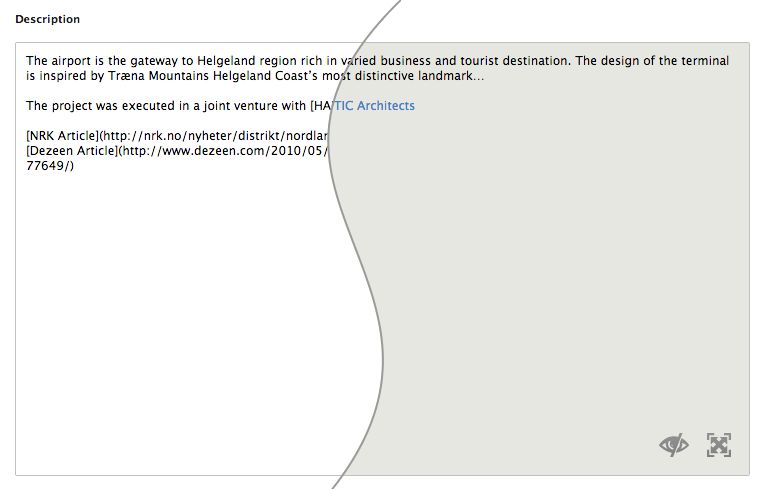 Description
The airport is the gateway to Helgeland region rich in varied business and tourist destination. The design of the terminal
is inspired by Træna Mountains Helgeland Coast's most distinctive landmark...
The project was executed in a joint venture with [HATIC Architects
[NRK Article](http://nrk.no/nyheter/distrikt/nordlar
[Dezeen Article](http://www.dezeen.com/2010/05/
77649/)